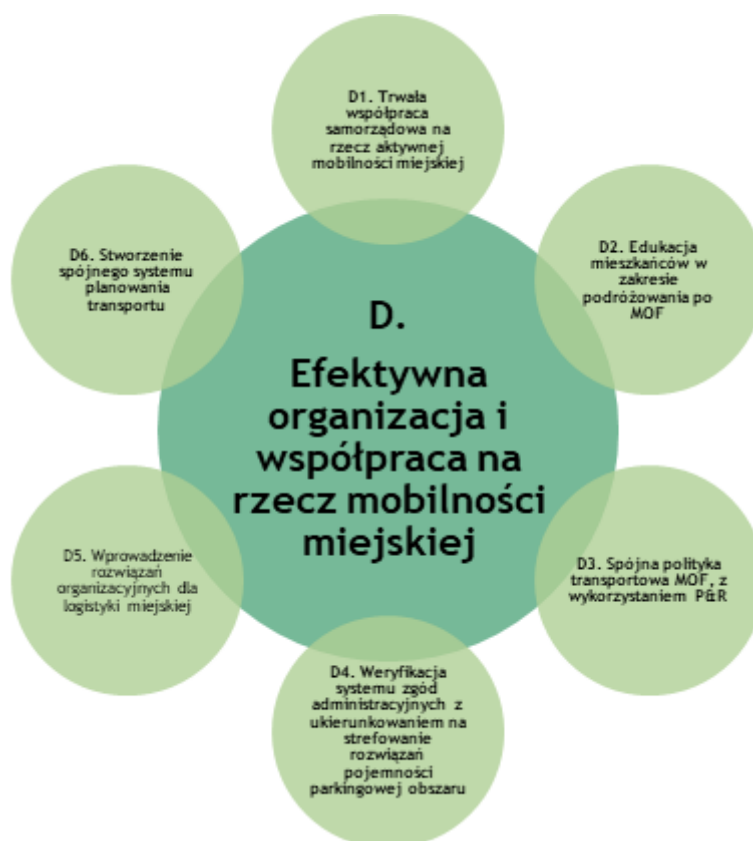 D1. Trwała
współpraca
samorządowa na
rzecz aktywnej
mobilności miejskiej
D2. Edukacja
mieszkańców w
zakresie
podróżowania po
MOF
D3. Spójna polityka
transportowa MOF, z
wykorzystaniem P&R
D4. Weryfikacja
systemu zgód
administracyjnych z
ukierunkowaniem na
strefowanie
rozwiązań
pojemności
parkingowej obszaru
D5. Wprowadzenie
rozwiązań
organizacyjnych dla
logistyki miejskiej
D6. Stworzenie
spójnego systemu
planowania
transportu
D.
Efektywna
organizacja i
współpraca na
rzecz mobilności
miejskiej